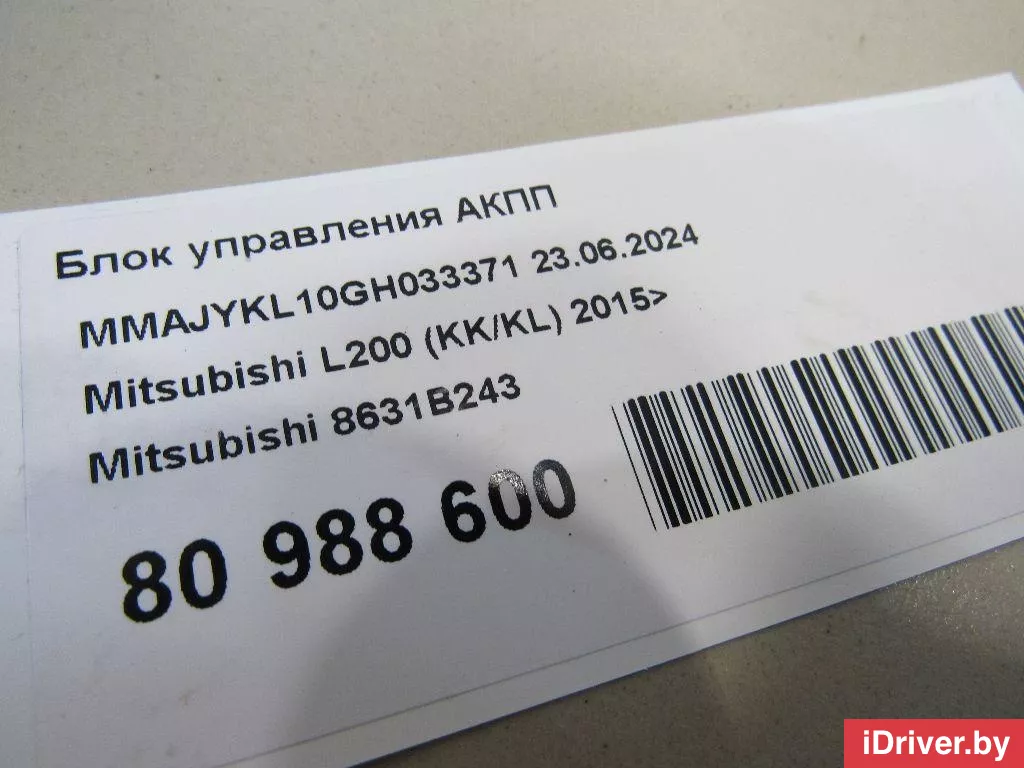 Блок управления АКПП
MMAJYKL10GH033371 23.06.2024
Mitsubishi L200 (KK/KL) 2015>
Mitsubishi 8631B243
80 988 600
iDriver.by